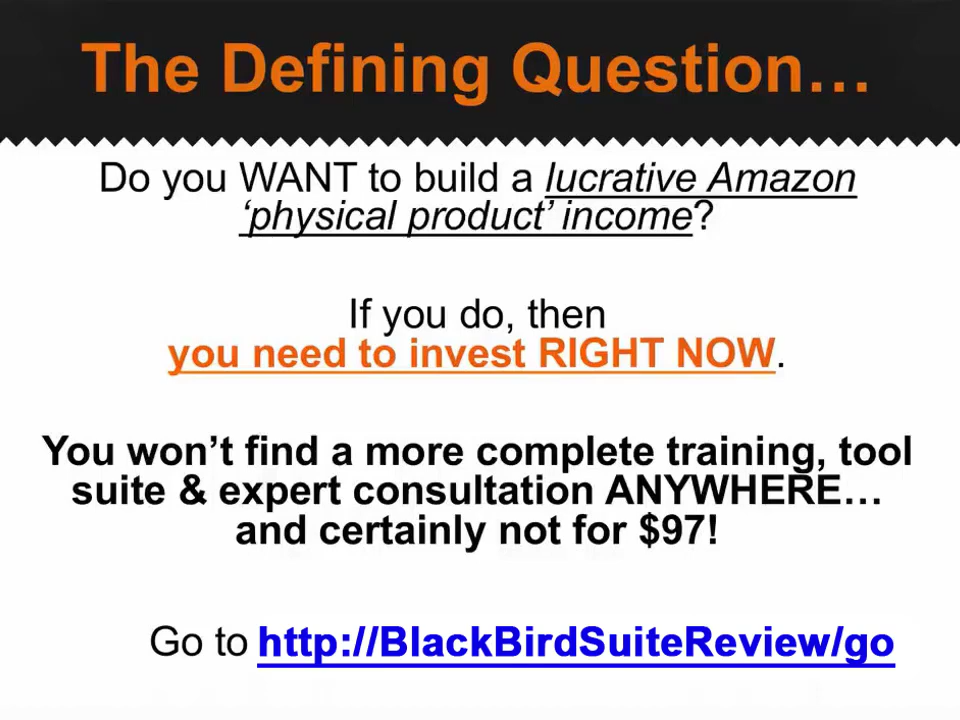 The Defining Question…
Do you WANT to build a lucrative Amazon
‘physical product’ income?
If you do, then
you need to invest RIGHT NOW.
You won’t find a more complete training, tool
suite & expert consultation ANYWHERE…
and certainly not for $97!
Go to http://BlackBirdSuiteReview/go